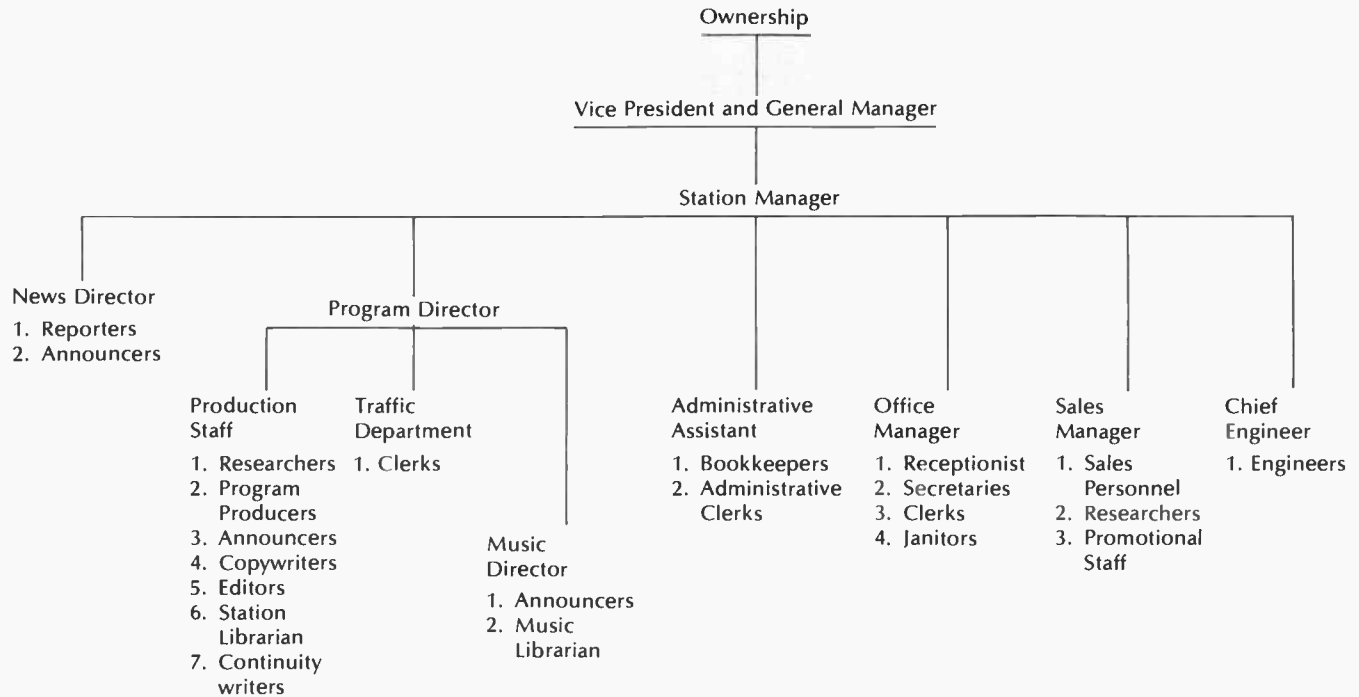 Ownership
Vice President and General Manager
Station Manager
News Director
1. Reporters
2. Announcers
Program Director
Production
Staff
1. Researchers
2. Program
Producers
3. Announcers
4. Copywriters
5. Editors
6. Station
Librarian
7. Continuity
writers
Traffic
Department
1. Clerks
Music
Director
1. Announcers
2. Music
Librarian
Administrative
Assistant
1. Bookkeepers
2. Administrative
Clerks
Office
Manager
1. Receptionist
2. Secretaries
3. Clerks
4. Janitors
Sales
Manager
1. Sales
Personnel
2. Researchers
3. Promotional
Staff
Chief
Engineer
1. Engineers